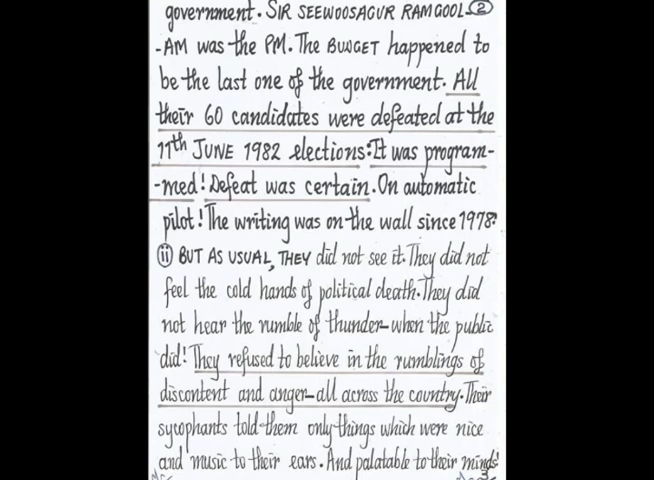 government. SIR SEEWOOSAGUR RAMGOOL- ②
-AM was the PM. The BUDGET happened to
be the last one of the government. All
their 60 candidates were defeated at the
11th JUNE 1982 elections: It was program-
-med! Defeat was certain. On automatic
pilot! The writing was on the wall since 1978.
(ii) BUT AS USUAL, THEY did not see it. They did not
feel the cold hands of political death. They did
not hear the rumble of thunder-when the public
did! They refused to believe in the rumblings of
discontent and anger-all across the country. Their
sycophants told them only things which were nice
and music to their ears. And palatable to their minds!